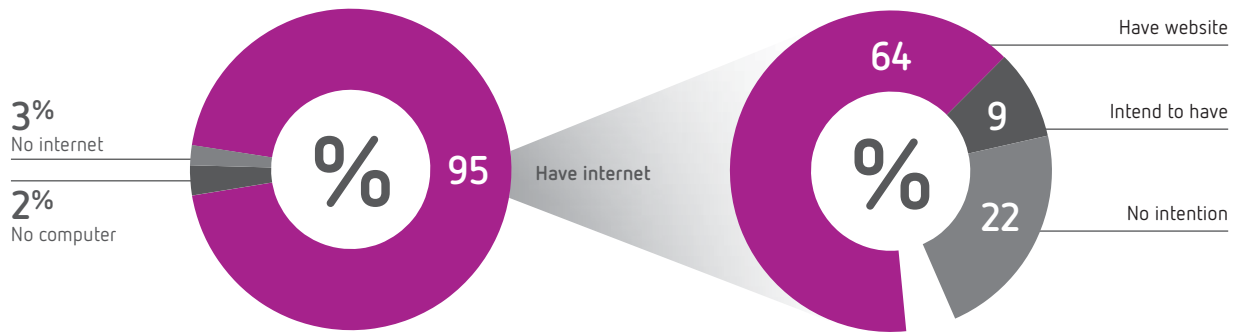 3%
No internet
2%
No computer
%
95
Have internet
64
9
22
%
Have website
Intend to have
No intention